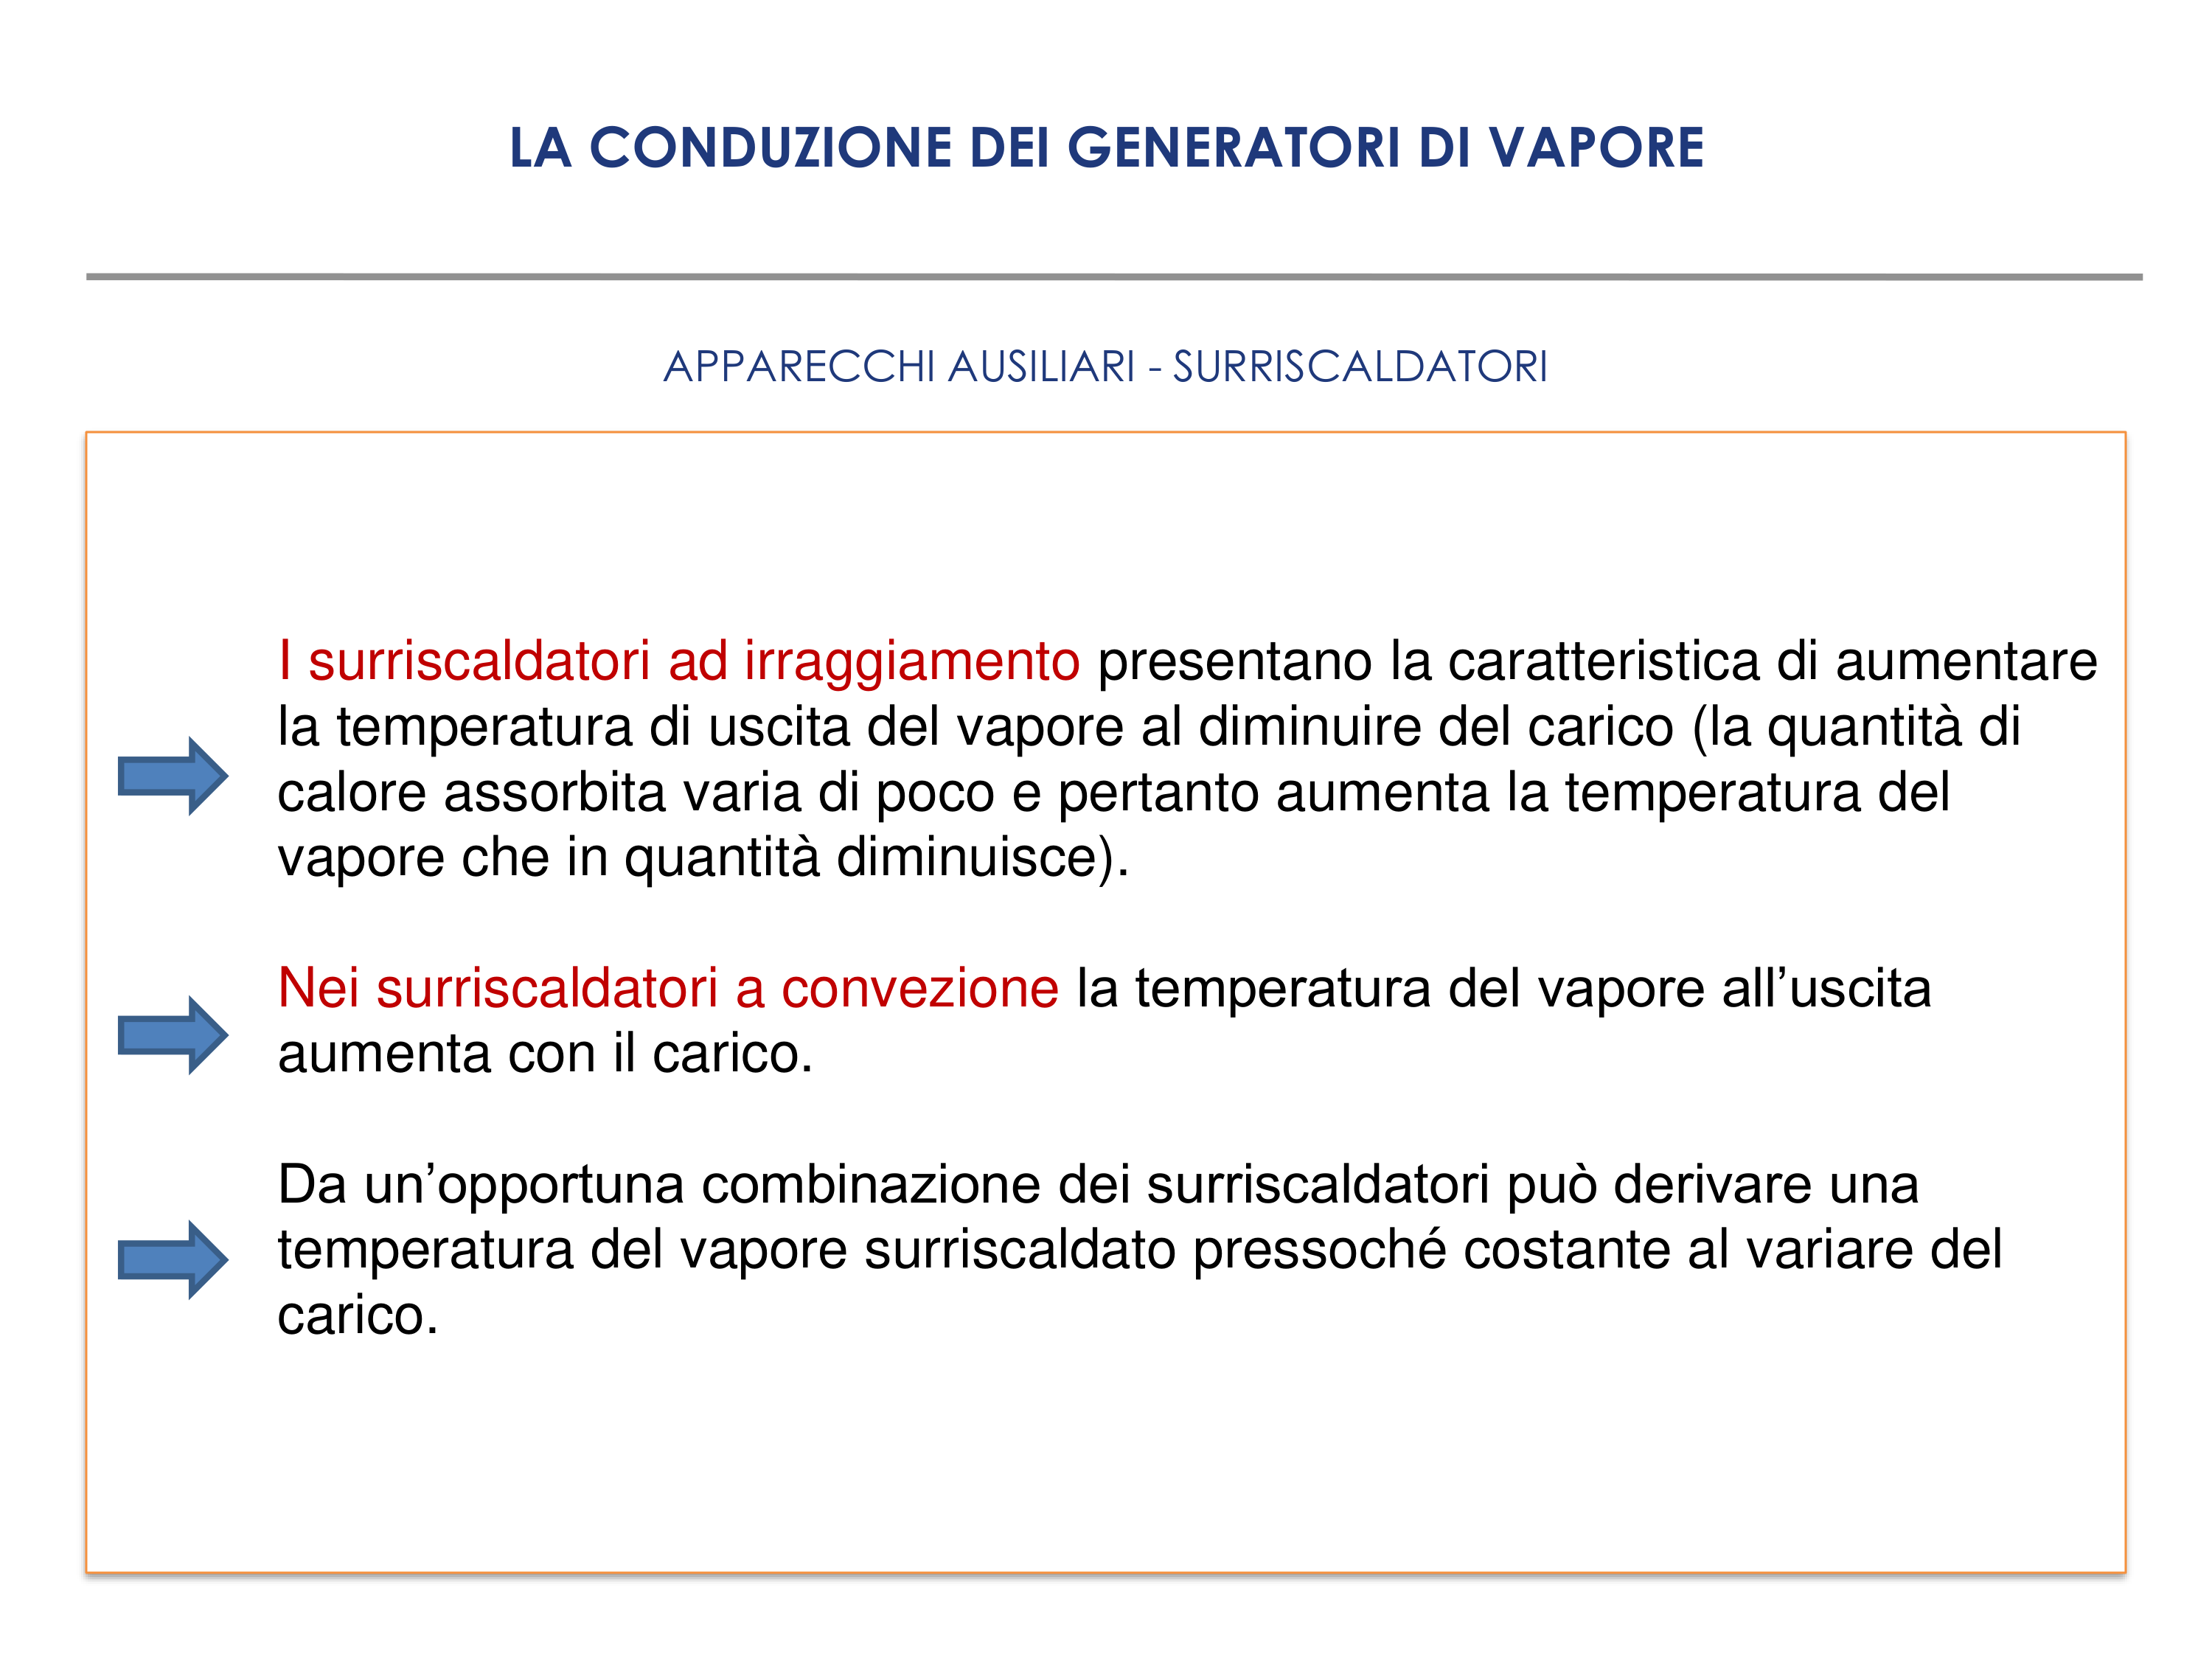 LA CONDUZIONE DEI GENERATORI DI VAPORE
APPARECCHI AUSILIARI - SURRISCALDATORI
I surriscaldatori ad irraggiamento presentano la caratteristica di aumentare
la temperatura di uscita del vapore al diminuire del carico (la quantità di
calore assorbita varia di poco e pertanto aumenta la temperatura del
vapore che in quantità diminuisce).
Nei surriscaldatori a convezione la temperatura del vapore all’uscita
aumenta con il carico.
Da un’opportuna combinazione dei surriscaldatori può derivare una
temperatura del vapore surriscaldato pressoché costante al variare del
carico.